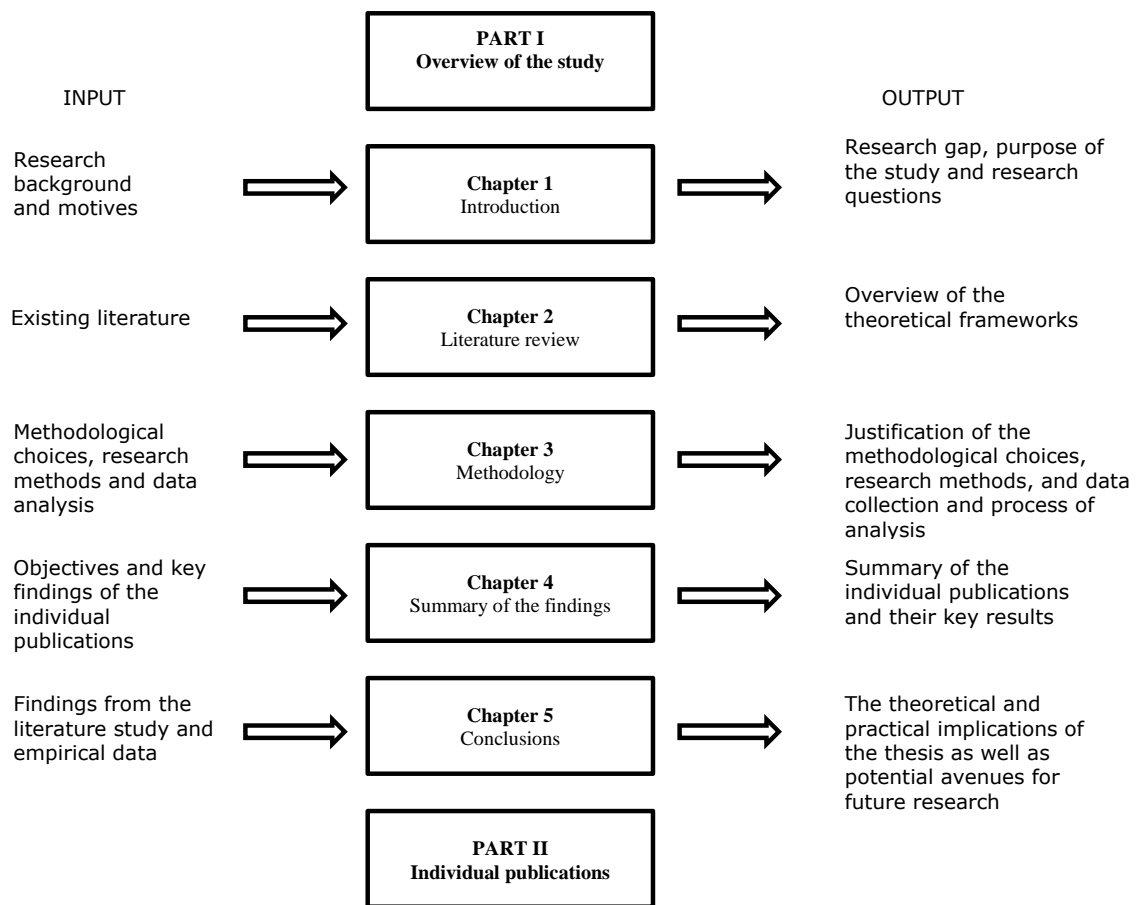 PART I
Overview of the study
INPUT
OUTPUT
Research
background
and motives
Chapter 1
Introduction
Research gap, purpose of
the study and research
questions
Existing literature
Chapter 2
Literature review
Overview of the
theoretical frameworks
Methodological
choices, research
methods and data
analysis
Chapter 3
Methodology
Justification of the
methodological choices,
research methods, and data
collection and process of
analysis
Objectives and key
findings of the
individual
publications
Chapter 4
Summary of the findings
Summary of the
individual publications
and their key results
Findings from the
literature study and
empirical data
Chapter 5
Conclusions
The theoretical and
practical implications of
the thesis as well as
potential avenues for
future research
PART II
Individual publications